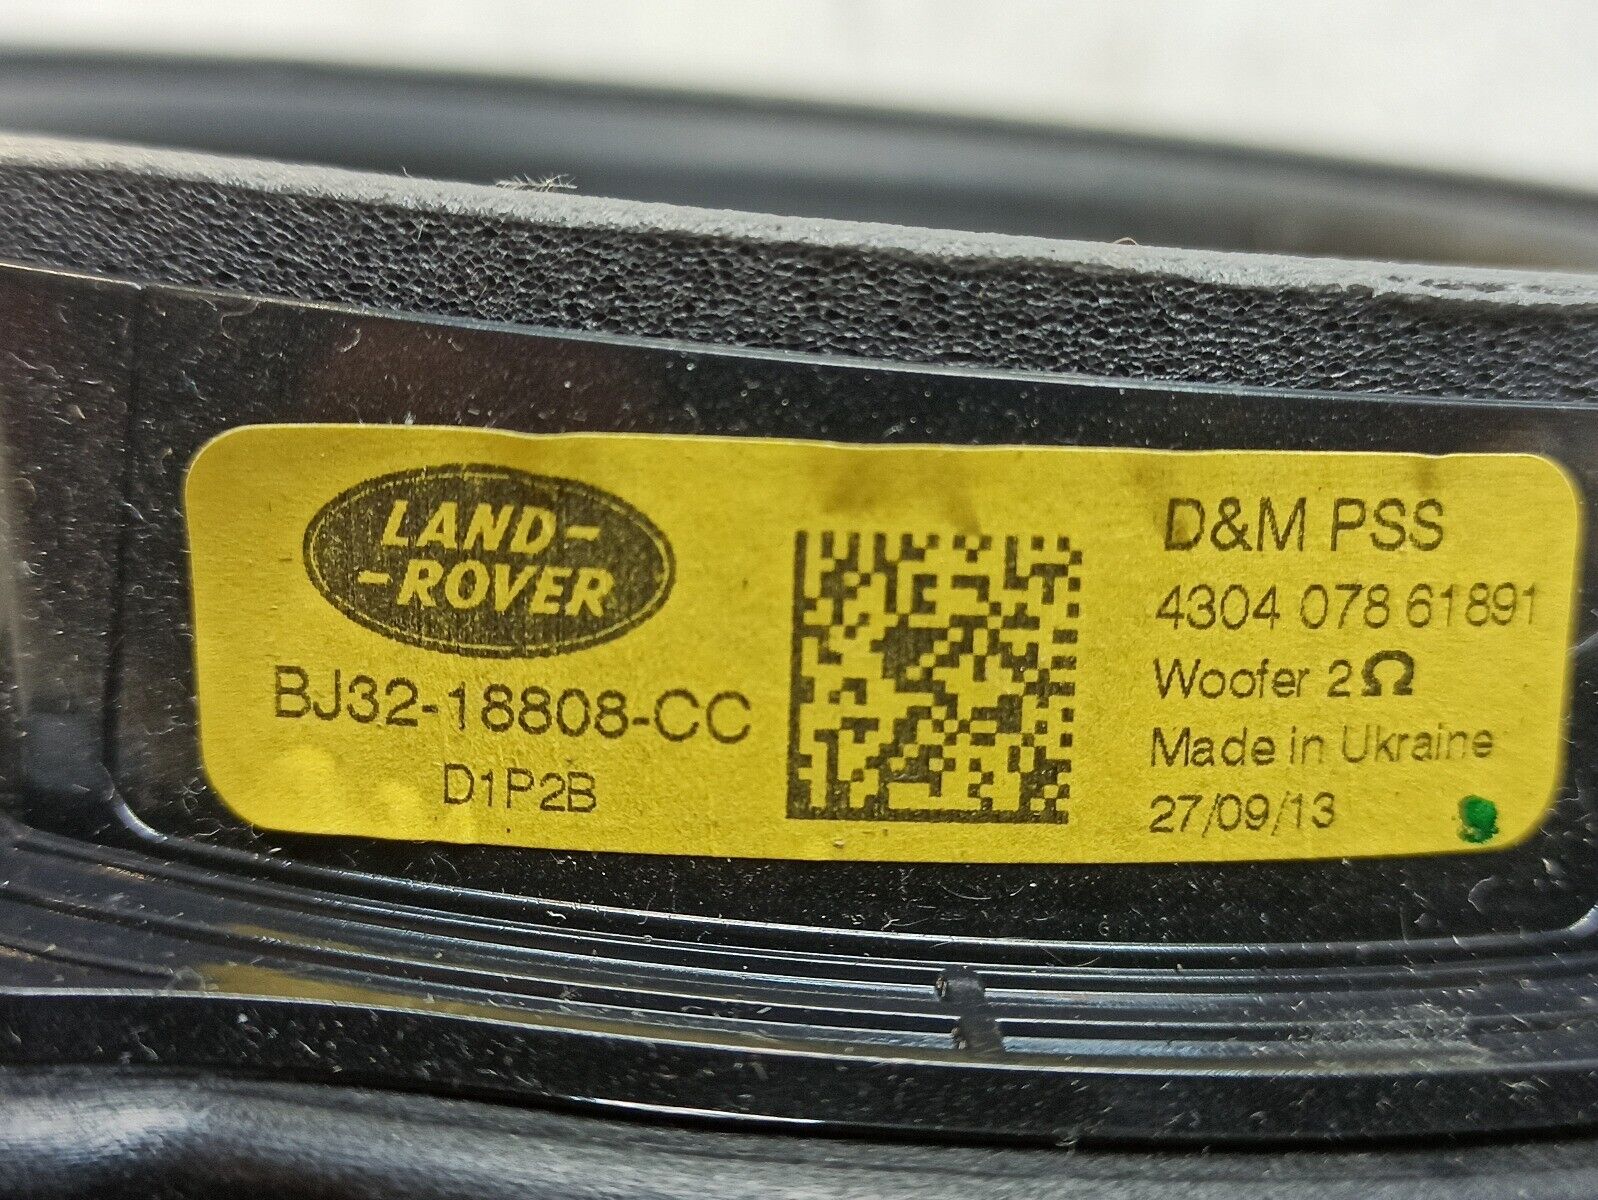 LAND-
-ROVER
BJ32-18808-CC
D1P2B
D&M PSS
4304 078 61891
Woofer 2Ω
Made in Ukraine
27/09/13